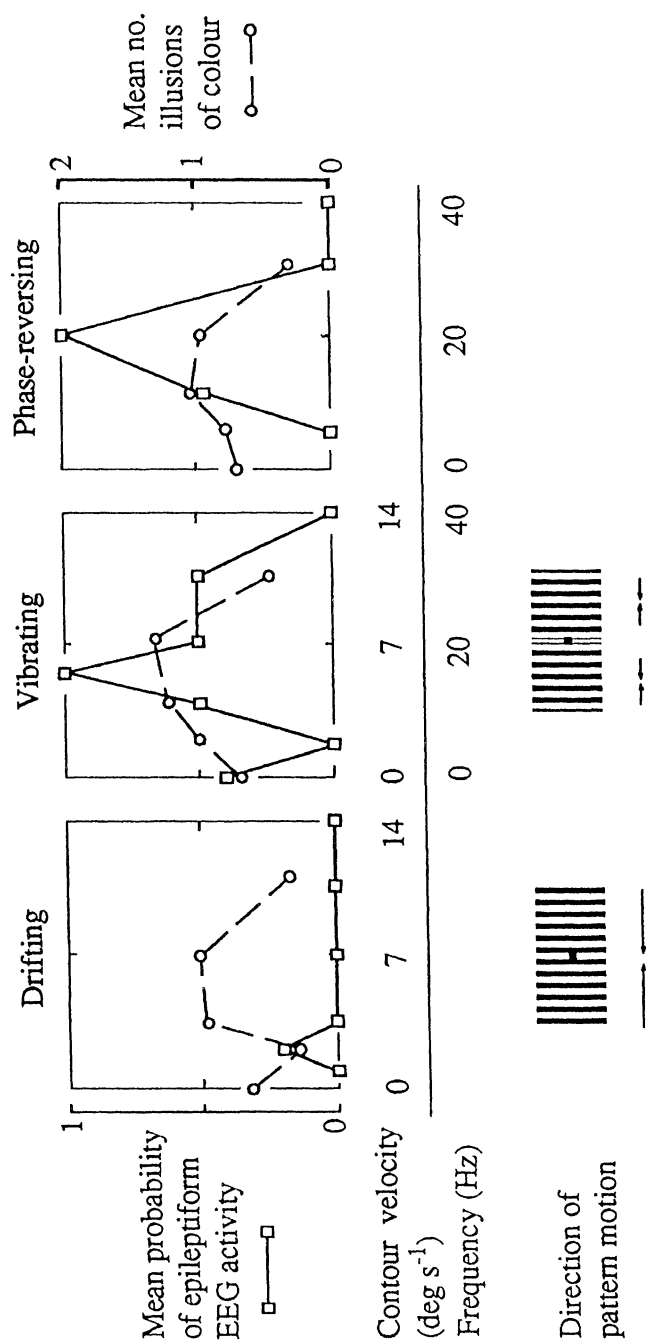 Drifting
Vibrating
Phase-reversing
Mean probability
of epileptiform
EEG activity
1
0
Mean no.
illusions
of colour
2
1
0
Contour velocity
(deg s⁻¹)
0 7 14
0 7 14
Frequency (Hz)
0 20 40
0 20 40
Direction of
pattern motion